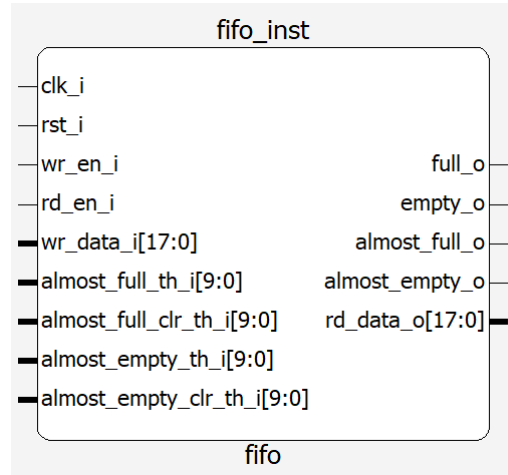 fifo_inst
clk_i
rst_i
wr_en_i
full_o
rd_en_i
empty_o
wr_data_i[17:0]
almost_full_o
almost_full_th_i[9:0]
almost_empty_o
almost_full_clr_th_i[9:0]
rd_data_o[17:0]
almost_empty_th_i[9:0]
almost_empty_clr_th_i[9:0]
fifo